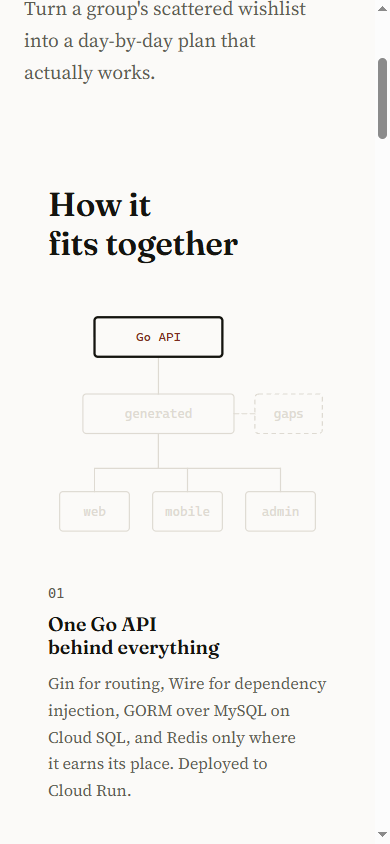 Turn a group's scattered wishlist
into a day-by-day plan that
actually works.
How it
fits together
Go API
generated
gaps
web
mobile
admin
01
One Go API
behind everything
Gin for routing, Wire for dependency
injection, GORM over MySQL on
Cloud SQL, and Redis only where
it earns its place. Deployed to
Cloud Run.